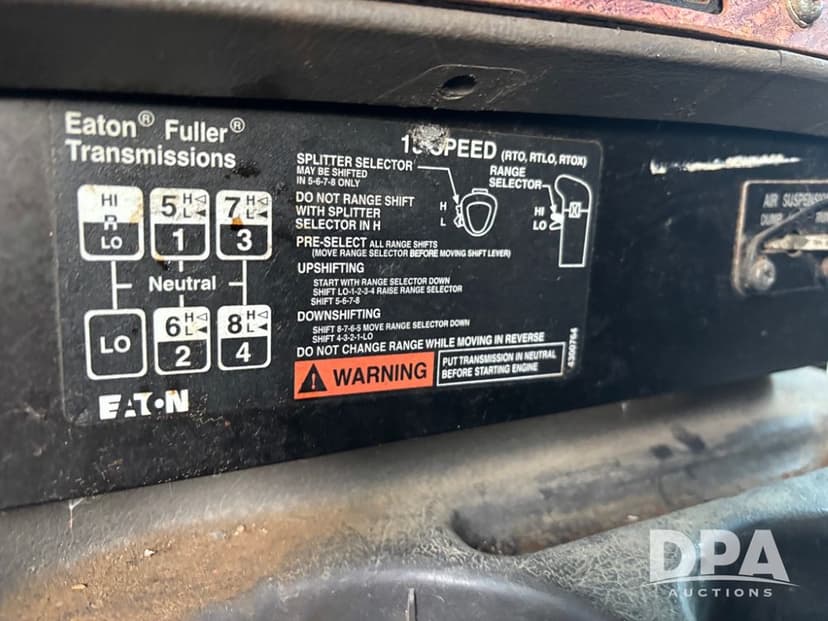 Eaton® Fuller®
Transmissions
HI
R
LO
5 H L
1
7 H L
3
Neutral
LO
6 H L
2
8 H L
4
EATON
SPEED (RTO, RTLO, RTOX)
SPLITTER SELECTOR
MAY BE SHIFTED
IN 5-6-7-8 ONLY
H
L
RANGE
SELECTOR
HI
LO
DO NOT RANGE SHIFT
WITH SPLITTER
SELECTOR IN H
PRE-SELECT ALL RANGE SHIFTS
(MOVE RANGE SELECTOR BEFORE MOVING SHIFT LEVER)
UPSHIFTING
START WITH RANGE SELECTOR DOWN
SHIFT LO-1-2-3-4 RAISE RANGE SELECTOR
SHIFT 5-6-7-8
DOWNSHIFTING
SHIFT 8-7-6-5 MOVE RANGE SELECTOR DOWN
SHIFT 4-3-2-1-LO
DO NOT CHANGE RANGE WHILE MOVING IN REVERSE
WARNING
PUT TRANSMISSION IN NEUTRAL
BEFORE STARTING ENGINE
4300764
AIR SUSPENSION
DUMP
DPA
AUCTIONS